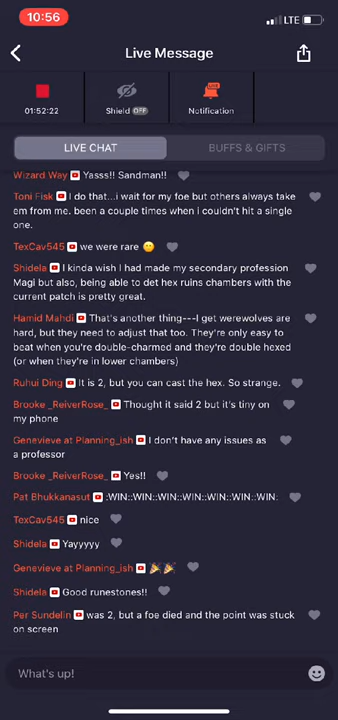 10:56
LTE
Live Message
01:52:22
Shield OFF
LIVE
Notification
LIVE CHAT
BUFFS & GIFTS
Wizard Way Yasss!! Sandman!!
Toni Fisk I do that...i wait for my foe but others always take
em from me. been a couple times when i couldn't hit a single
one.
TexCav545 we were rare
Shidela I kinda wish I had made my secondary profession
Magi but also, being able to det hex ruins chambers with the
current patch is pretty great.
Hamid Mahdi That's another thing---I get werewolves are
hard, but they need to adjust that too. They're only easy to
beat when you're double-charmed and they're double hexed
(or when they're in lower chambers)
Ruhui Ding It is 2, but you can cast the hex. So strange.
Brooke _ReiverRose_ Thought it said 2 but it's tiny on
my phone
Genevieve at Planning_ish I don't have any issues as
a professor
Brooke _ReiverRose_ Yes!!
Pat Bhukkanasut :WIN::WIN::WIN::WIN::WIN::WIN::WIN:
TexCav545 nice
Shidela Yayyyyy
Genevieve at Planning_ish 🎉🎉
Shidela Good runestones!!
Per Sundelin was 2, but a foe died and the point was stuck
on screen
What's up!